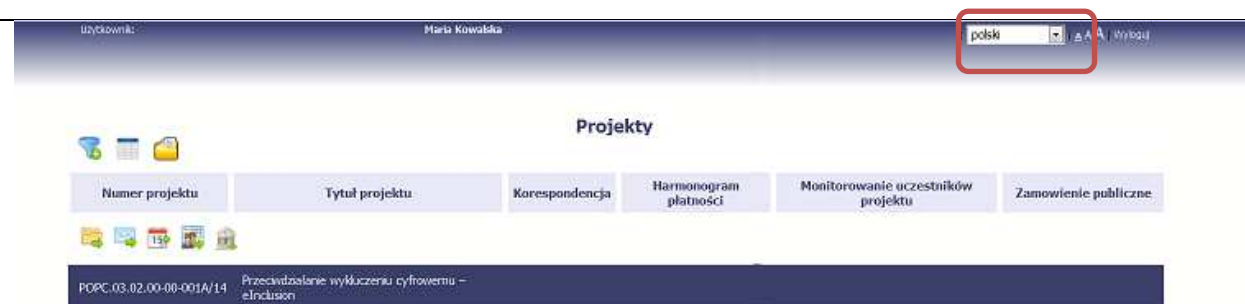 Użytkownik: Maria Kowalska polski | A A A | Wyloguj
Projekty
Numer projektu Tytuł projektu Korespondencja Harmonogram płatności Monitorowanie uczestników projektu Zamowienie publiczne
POPC.03.02.00-00-001A/14 Przeciwdziałanie wykluczeniu cyfrowemu –
eInclusion